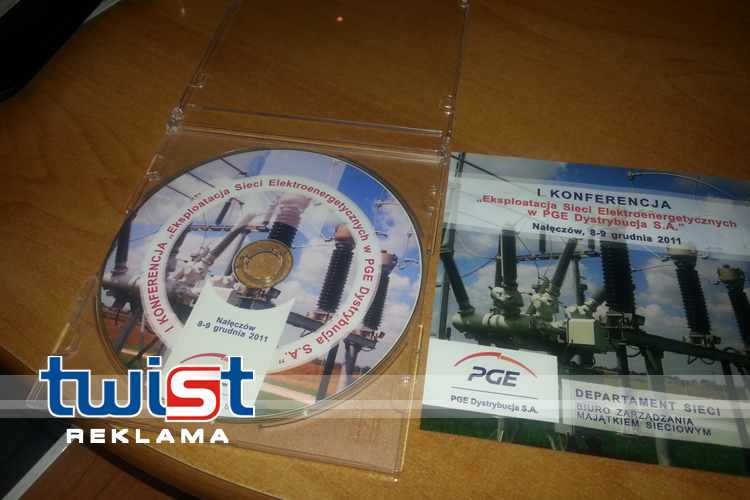 I KONFERENCJA „Eksploatacja Sieci Elektroenergetycznych w PGE Dystrybucja S.A.”
Nałęczów
8-9 grudnia 2011
I KONFERENCJA
„Eksploatacja Sieci Elektroenergetycznych
w PGE Dystrybucja S.A.”
Nałęczów, 8-9 grudnia 2011
PGE
PGE Dystrybucja S.A.
DEPARTAMENT SIECI
BIURO ZARZĄDZANIA
MAJĄTKIEM SIECIOWYM
twist
REKLAMA